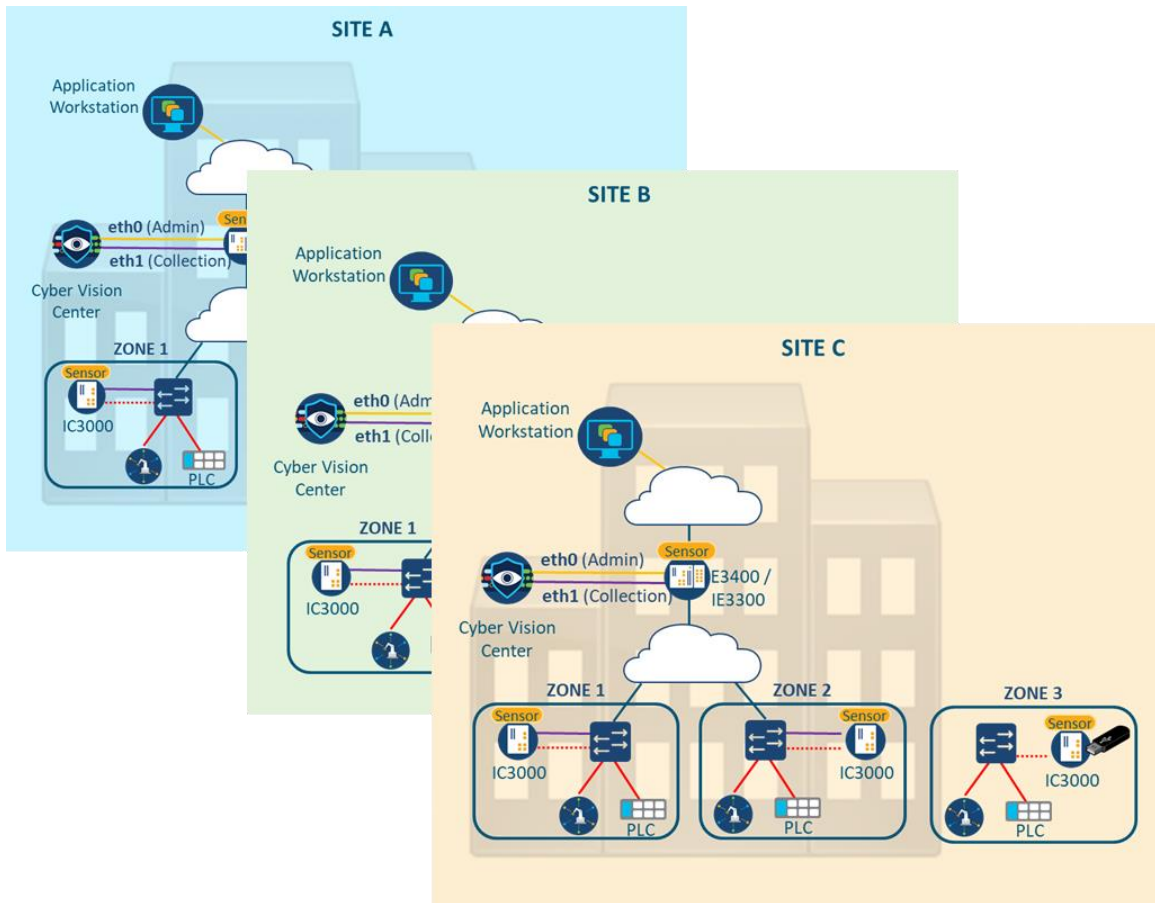 SITE A
Application
Workstation
eth0 (Admin)
eth1 (Collection)
Cyber Vision
Center
ZONE 1
Sensor
IC3000
PLC
SITE B
Application
Workstation
eth0
eth1
Cyber Vision
Center
ZONE 1
Sensor
IC3000
SITE C
Application
Workstation
Sensor
eth0 (Admin)
eth1 (Collection)
E3400 /
IE3300
Cyber Vision
Center
ZONE 1
Sensor
IC3000
PLC
ZONE 2
Sensor
IC3000
PLC
ZONE 3
Sensor
IC3000
PLC